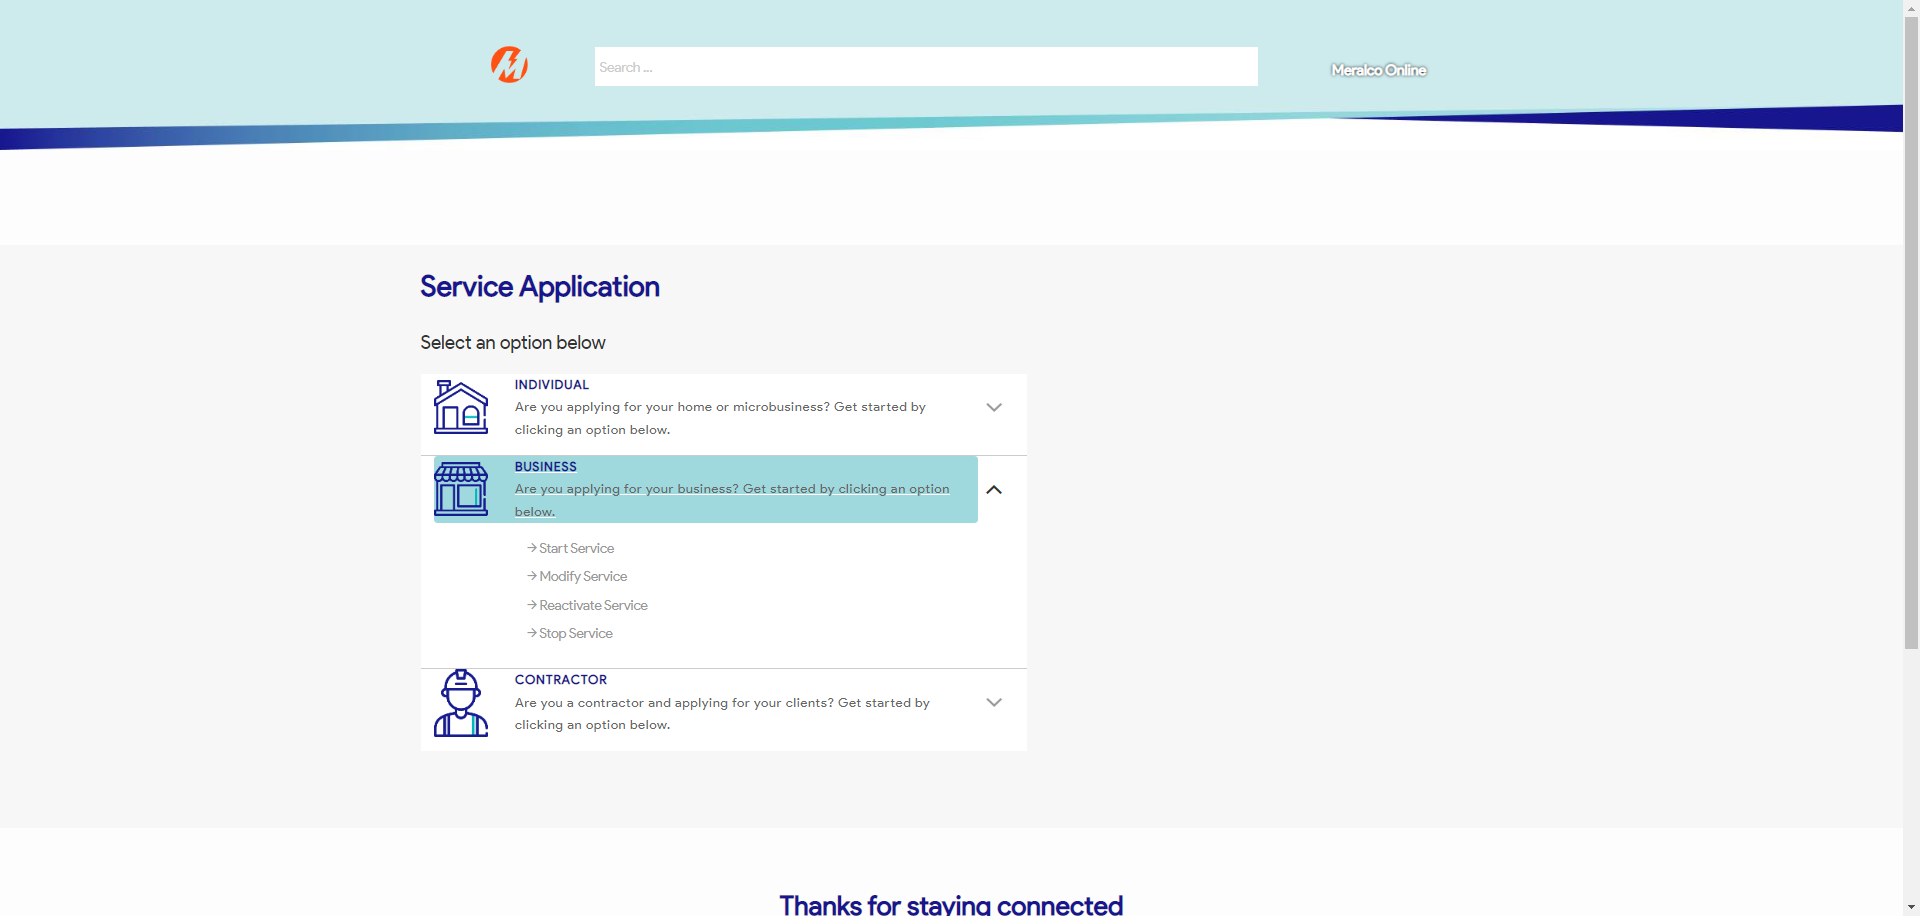 Search ...
Meralco Online
Service Application
Select an option below
INDIVIDUAL
Are you applying for your home or microbusiness? Get started by
clicking an option below.
BUSINESS
Are you applying for your business? Get started by clicking an option
below.
→ Start Service
→ Modify Service
→ Reactivate Service
→ Stop Service
CONTRACTOR
Are you a contractor and applying for your clients? Get started by
clicking an option below.
Thanks for staying connected